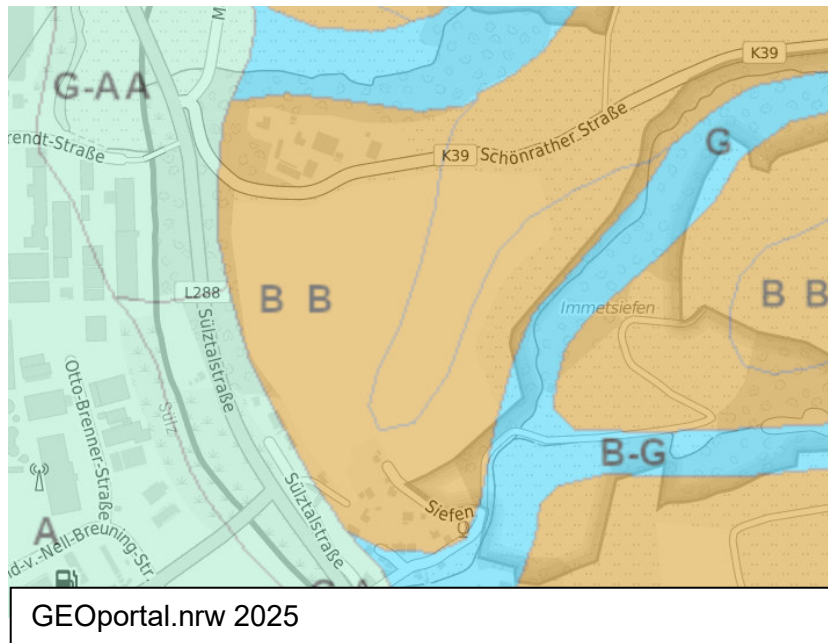 M
K39
G-A A
G
rendt-Straße
K39
Schönrather Straße
L288
B B
Immetsiefen
B B
Sülztalstraße
Otto-Brenner-Straße
Sülz
B-G
Sülztalstraße
Siefen
A
d-v.-Nell-Breuning-Str.
GEOportal.nrw 2025